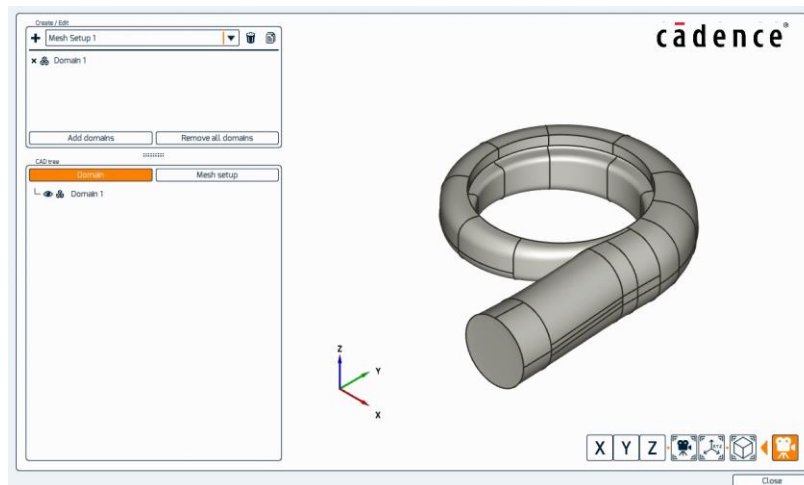 Create / Edit
Mesh Setup 1
Domain 1
Add domains Remove all domains
CAD tree
Domain Mesh setup
Domain 1
cādence®
Z
Y
X
X Y Z
Close